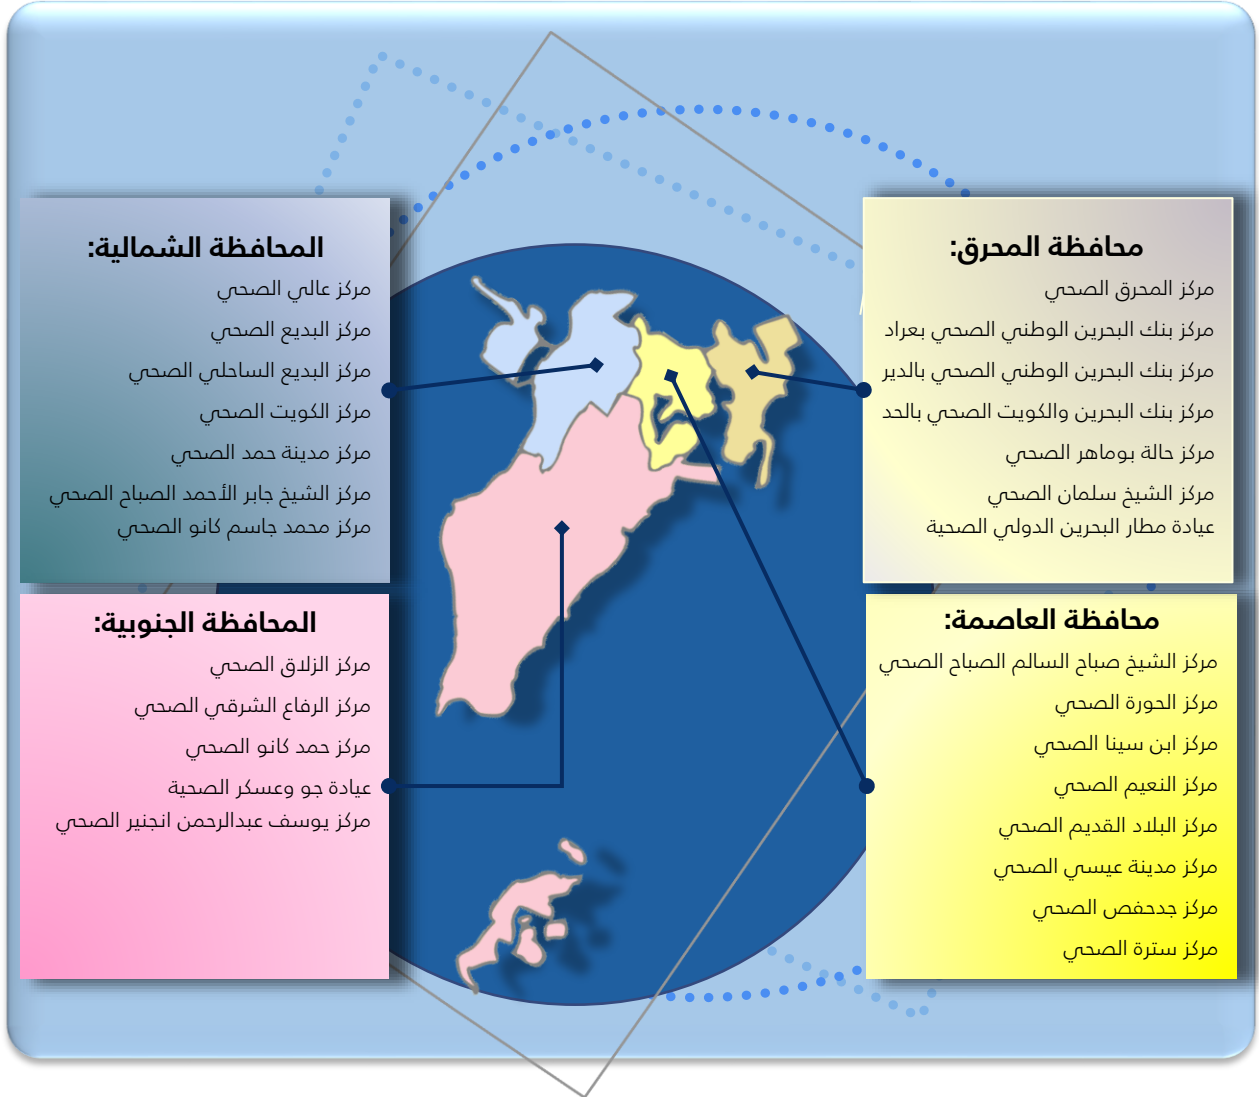 محافظة المحرق:
مركز المحرق الصحي
مركز بنك البحرين الوطني الصحي بعراد
مركز بنك البحرين الوطني الصحي بالدير
مركز بنك البحرين والكويت الصحي بالحد
مركز حالة بوماهر الصحي
مركز الشيخ سلمان الصحي
عيادة مطار البحرين الدولي الصحية
المحافظة الشمالية:
مركز عالي الصحي
مركز البديع الصحي
مركز البديع الساحلي الصحي
مركز الكويت الصحي
مركز مدينة حمد الصحي
مركز الشيخ جابر الأحمد الصباح الصحي
مركز محمد جاسم كانو الصحي
محافظة العاصمة:
مركز الشيخ صباح السالم الصباح الصحي
مركز الحورة الصحي
مركز ابن سينا الصحي
مركز النعيم الصحي
مركز البلاد القديم الصحي
مركز مدينة عيسي الصحي
مركز جدحفص الصحي
مركز سترة الصحي
المحافظة الجنوبية:
مركز الزلاق الصحي
مركز الرفاع الشرقي الصحي
مركز حمد كانو الصحي
عيادة جو وعسكر الصحية
مركز يوسف عبدالرحمن انجنير الصحي